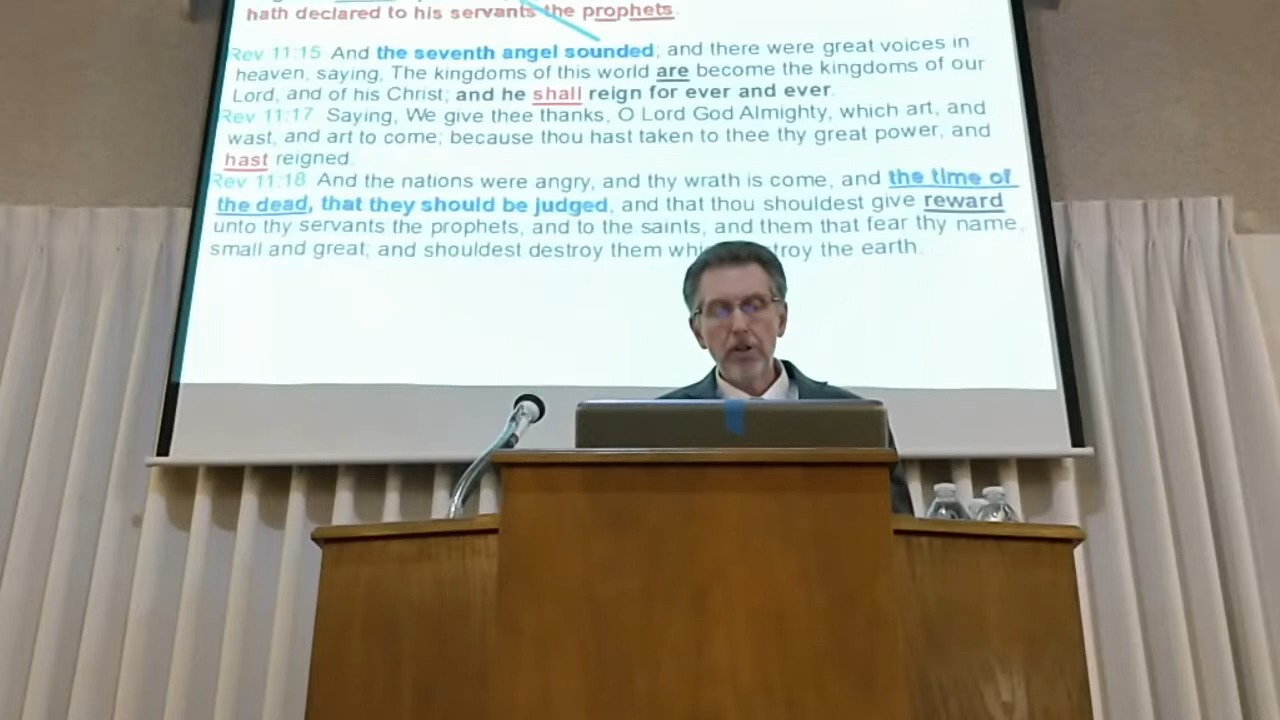 hath declared to his servants the prophets.
Rev 11:15 And the seventh angel sounded; and there were great voices in
heaven, saying, The kingdoms of this world are become the kingdoms of our
Lord, and of his Christ; and he shall reign for ever and ever.
Rev 11:17 Saying, We give thee thanks, O Lord God Almighty, which art, and
wast, and art to come; because thou hast taken to thee thy great power, and
hast reigned.
Rev 11:18 And the nations were angry, and thy wrath is come, and the time of
the dead, that they should be judged, and that thou shouldest give reward
unto thy servants the prophets, and to the saints, and them that fear thy name,
small and great; and shouldest destroy them the earth.